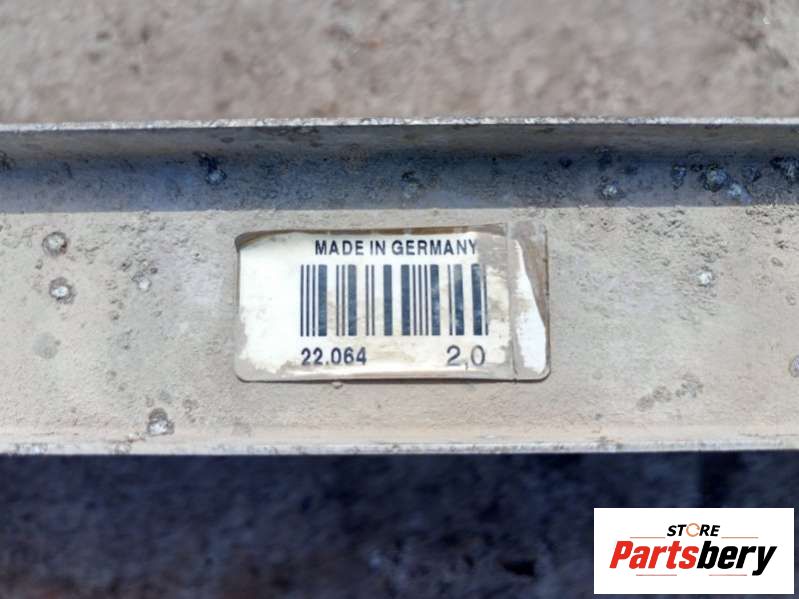 MADE IN GERMANY
22.064 2,0
STORE
Partsbery